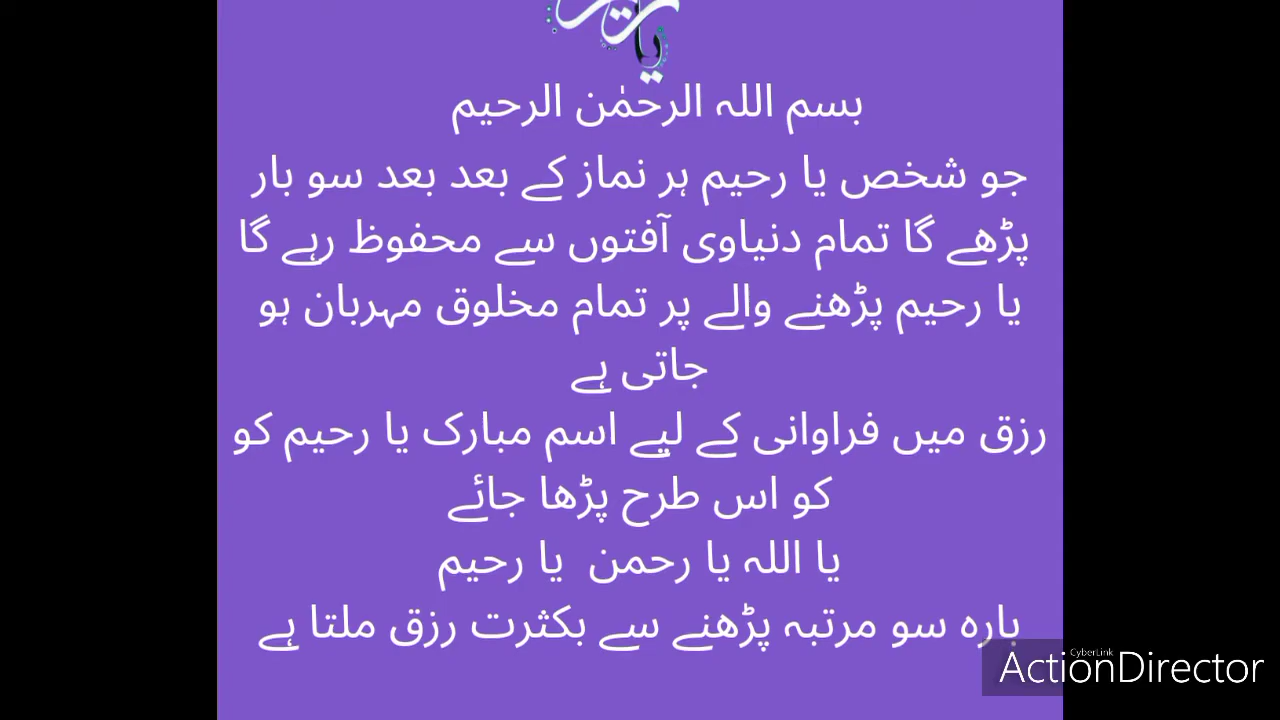 یا
بسم اللہ الرحمٰن الرحیم
جو شخص یا رحیم ہر نماز کے بعد بعد سو بار
پڑھے گا تمام دنیاوی آفتوں سے محفوظ رہے گا
یا رحیم پڑھنے والے پر تمام مخلوق مہربان ہو
جاتی ہے
رزق میں فراوانی کے لیے اسم مبارک یا رحیم کو
کو اس طرح پڑھا جائے
یا اللہ یا رحمن یا رحیم
بارہ سو مرتبہ پڑھنے سے بکثرت رزق ملتا ہے
CyberLink
ActionDirector